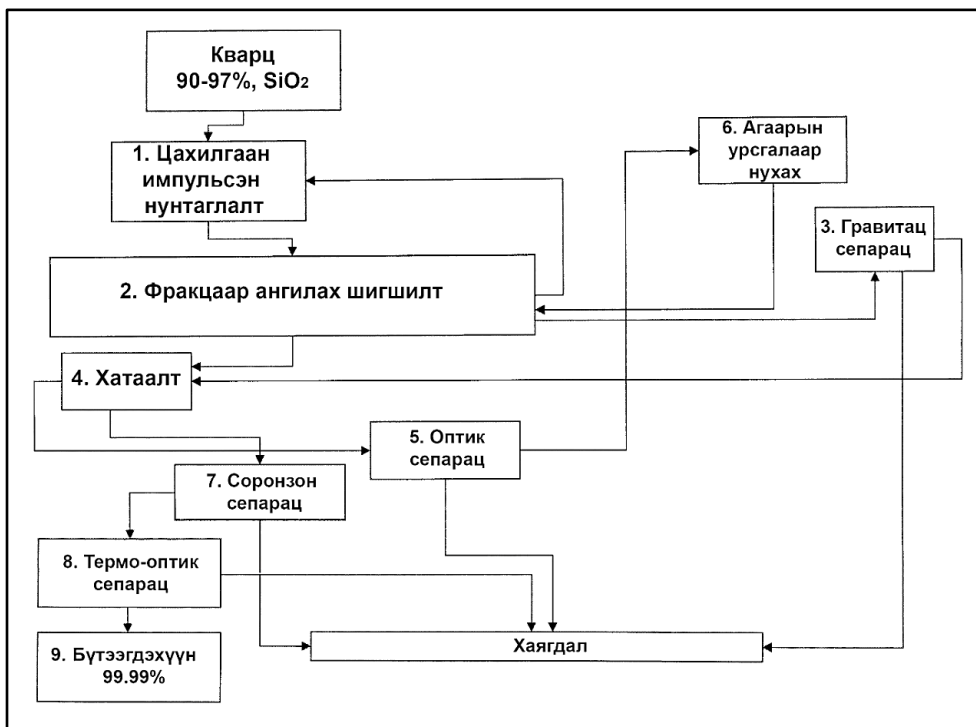 Кварц
90-97%, SiO2
1. Цахилгаан
импульсэн
нунтаглалт
6. Агаарын
урсгалаар
нухах
3. Гравитац
сепарац
2. Фракцаар ангилах шигшилт
4. Хатаалт
5. Оптик
сепарац
7. Соронзон
сепарац
8. Термо-оптик
сепарац
9. Бүтээгдэхүүн
99.99%
Хаягдал